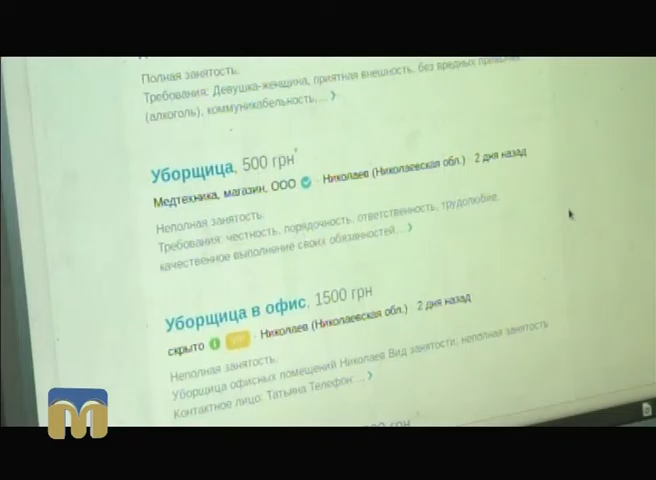 Полная занятость.
Требования: Девушка-женщина, приятная внешность, без вредных
(алкоголь), коммуникабельность,...
Уборщица, 500 грн
Медтехника, магазин, ООО · Николаев (Николаевская обл.) 2 дня назад
Неполная занятость.
Требования: честность, порядочность, ответственность, трудолюбие,
качественное выполнение своих обязанностей...
Уборщица в офис, 1500 грн
скрыто VIP · Николаев (Николаевская обл.) 2 дня назад
Неполная занятость.
Уборщица офисных помещений Николаев Вид занятости: неполная занятость
Контактное лицо: Татьяна Телефон:...
грн